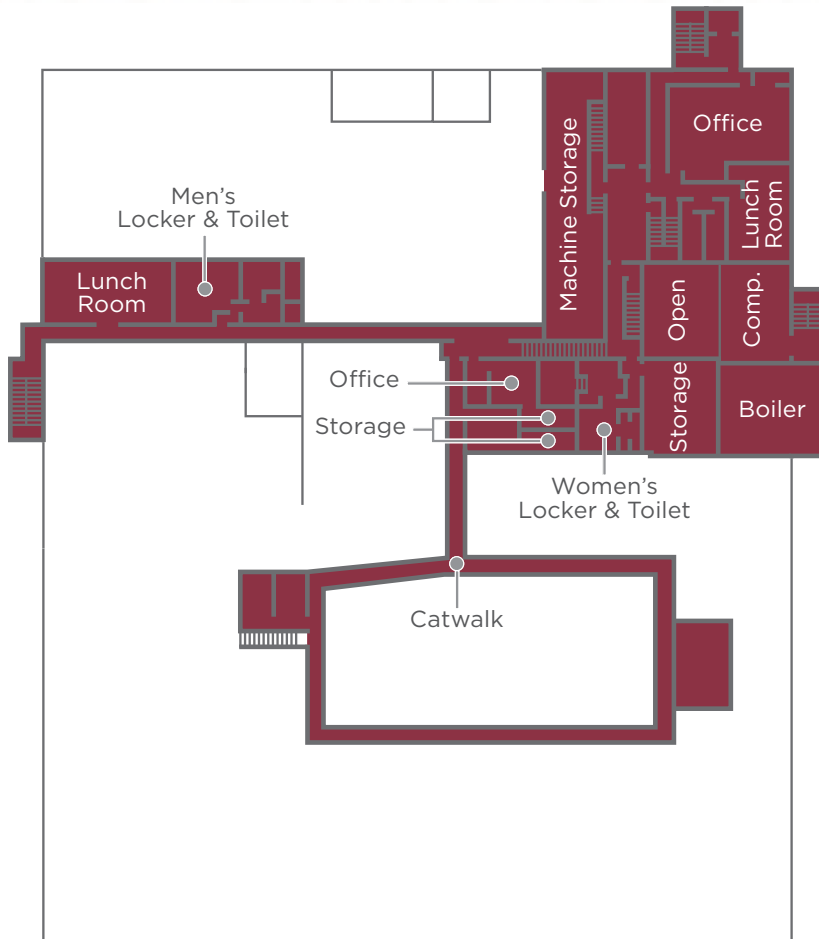 Office
Men's
Locker & Toilet
Machine Storage
Lunch
Room
Lunch
Room
Open
Comp.
Office
Storage
Storage
Boiler
Women's
Locker & Toilet
Catwalk